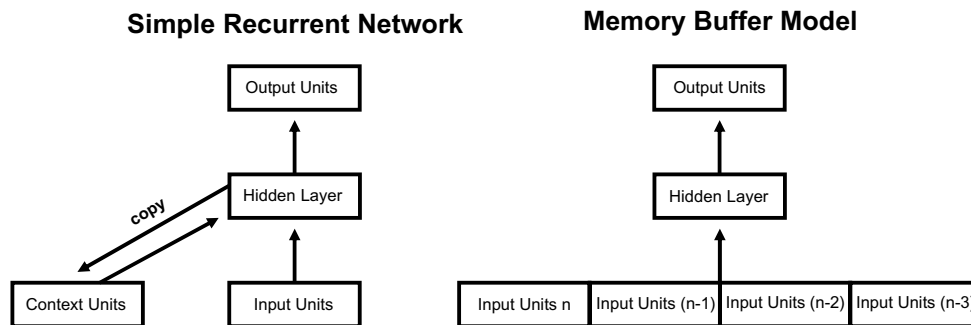 Simple Recurrent Network
Output Units
Hidden Layer
copy
Context Units
Input Units
Memory Buffer Model
Output Units
Hidden Layer
Input Units n
Input Units (n-1)
Input Units (n-2)
Input Units (n-3)